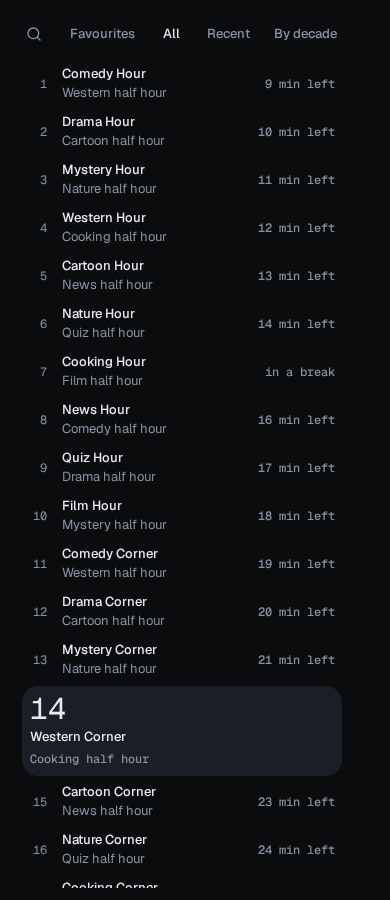 Favourites All Recent By decade
1 Comedy Hour 9 min left
Western half hour
2 Drama Hour 10 min left
Cartoon half hour
3 Mystery Hour 11 min left
Nature half hour
4 Western Hour 12 min left
Cooking half hour
5 Cartoon Hour 13 min left
News half hour
6 Nature Hour 14 min left
Quiz half hour
7 Cooking Hour in a break
Film half hour
8 News Hour 16 min left
Comedy half hour
9 Quiz Hour 17 min left
Drama half hour
10 Film Hour 18 min left
Mystery half hour
11 Comedy Corner 19 min left
Western half hour
12 Drama Corner 20 min left
Cartoon half hour
13 Mystery Corner 21 min left
Nature half hour
14
Western Corner
Cooking half hour
15 Cartoon Corner 23 min left
News half hour
16 Nature Corner 24 min left
Quiz half hour
Cooking Corner